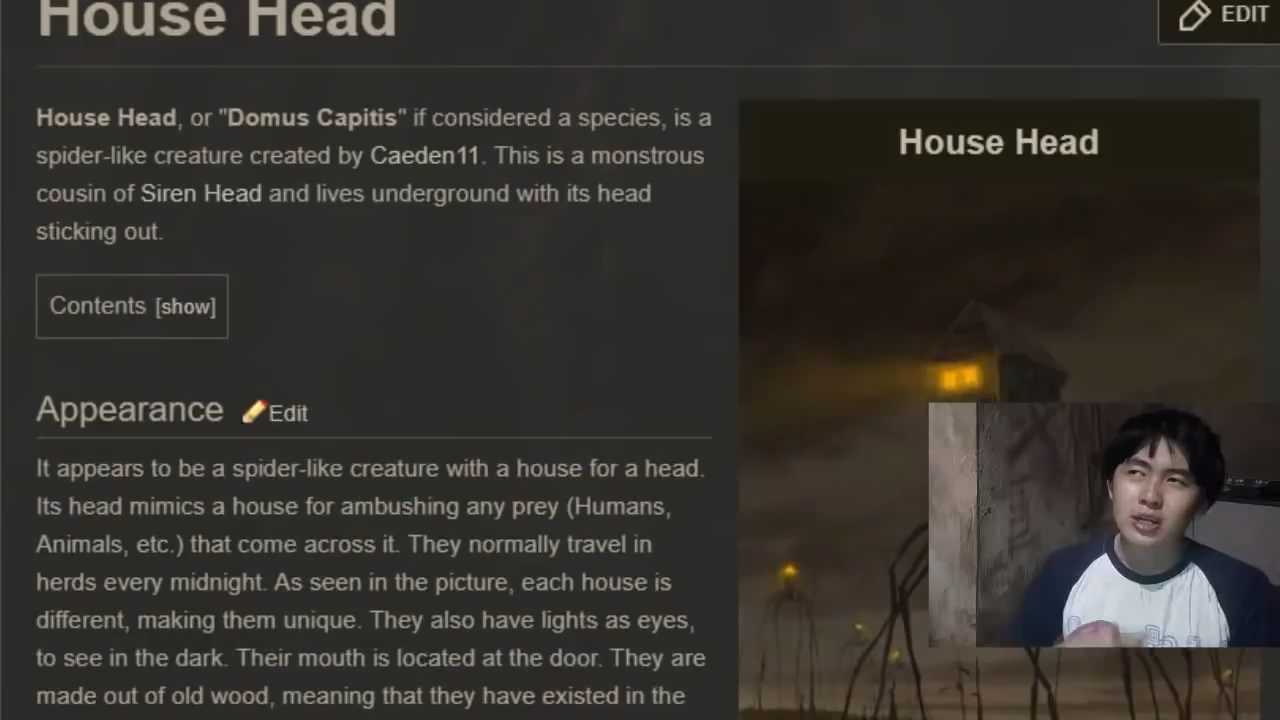 House Head
EDIT
House Head, or "Domus Capitis" if considered a species, is a
spider-like creature created by Caeden11. This is a monstrous
cousin of Siren Head and lives underground with its head
sticking out.
House Head
Contents [show]
Appearance Edit
It appears to be a spider-like creature with a house for a head.
Its head mimics a house for ambushing any prey (Humans,
Animals, etc.) that come across it. They normally travel in
herds every midnight. As seen in the picture, each house is
different, making them unique. They also have lights as eyes,
to see in the dark. Their mouth is located at the door. They are
made out of old wood, meaning that they have existed in the